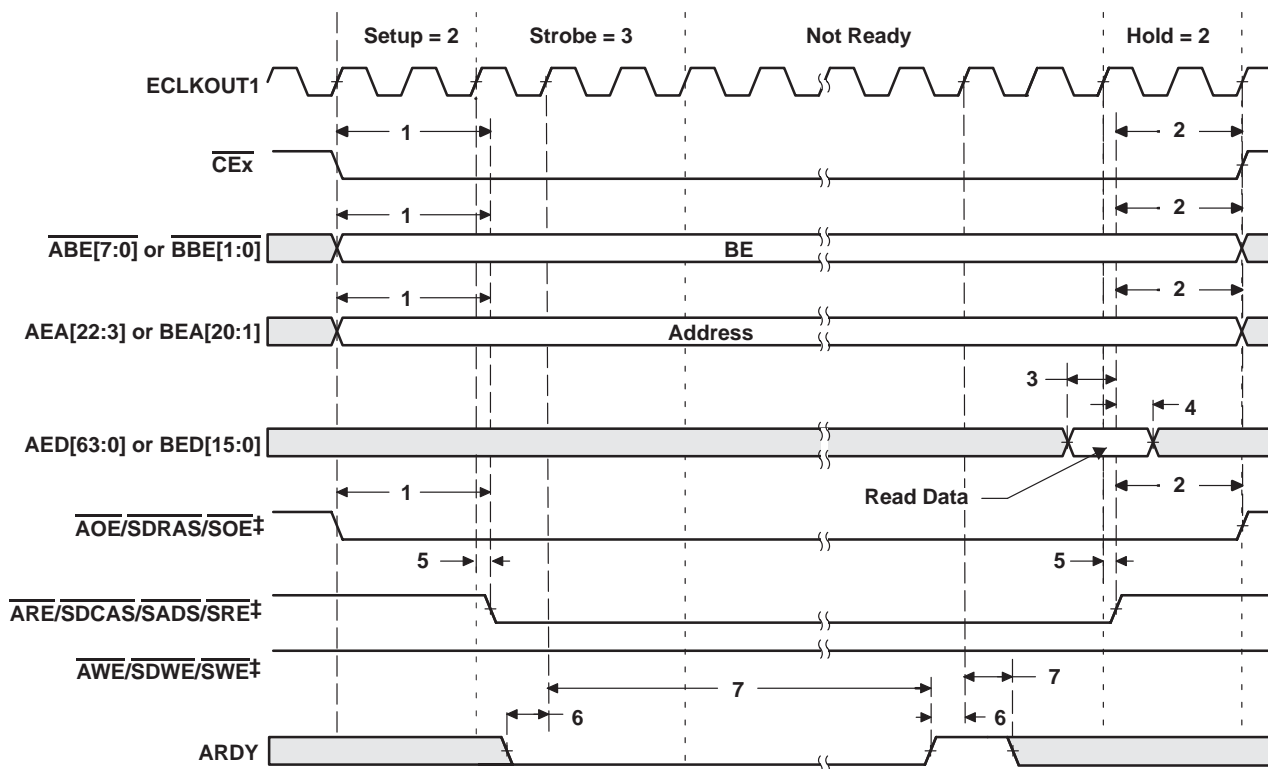 Setup = 2 Strobe = 3 Not Ready Hold = 2
ECLKOUT1
1 2
CEx
1 2
ABE[7:0] or BBE[1:0] BE
1 2
AEA[22:3] or BEA[20:1] Address
3
4
AED[63:0] or BED[15:0]
1 Read Data 2
AOE/SDRAS/SOE‡
5 5
ARE/SDCAS/SADS/SRE‡
AWE/SDWE/SWE‡
7 7
6 6
ARDY